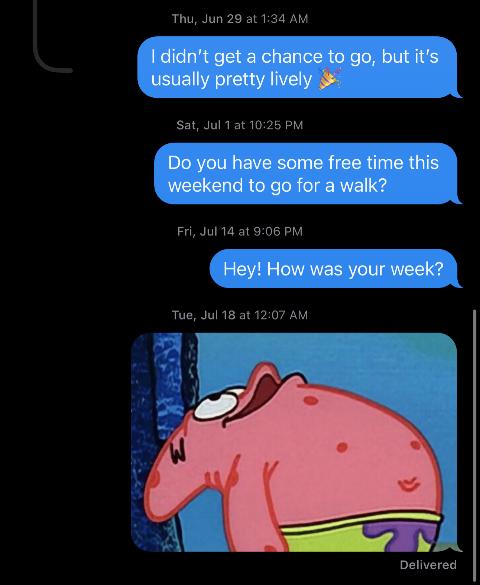 Thu, Jun 29 at 1:34 AM
I didn’t get a chance to go, but it’s
usually pretty lively 🎉
Sat, Jul 1 at 10:25 PM
Do you have some free time this
weekend to go for a walk?
Fri, Jul 14 at 9:06 PM
Hey! How was your week?
Tue, Jul 18 at 12:07 AM
Delivered